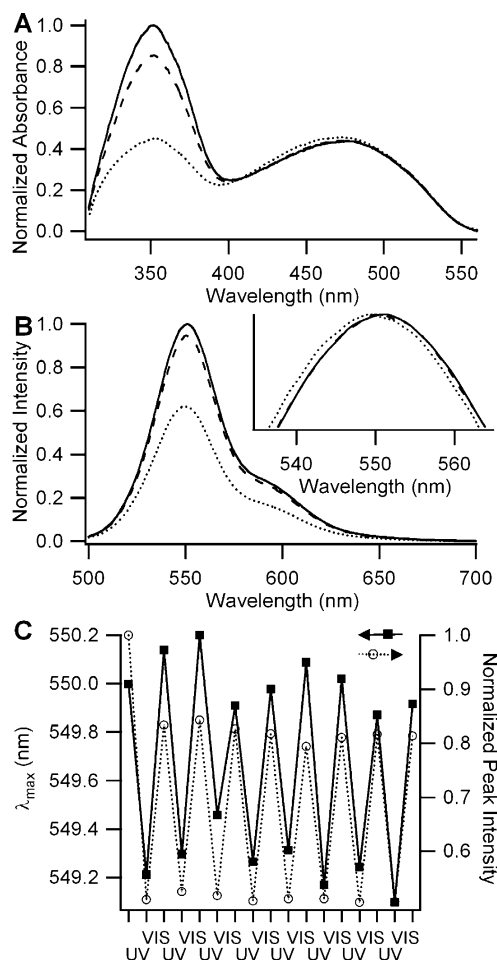 A
Normalized Absorbance
1.0
0.8
0.6
0.4
0.2
0.0
350 400 450 500 550
Wavelength (nm)
B
Normalized Intensity
1.0
0.8
0.6
0.4
0.2
0.0
540 550 560
Wavelength (nm)
500 550 600 650 700
Wavelength (nm)
C
λmax (nm)
550.2
550.0
549.8
549.6
549.4
549.2
1.0
0.9
0.8
0.7
0.6
Normalized Peak Intensity
VIS VIS VIS VIS VIS VIS VIS VIS
UV UV UV UV UV UV UV UV